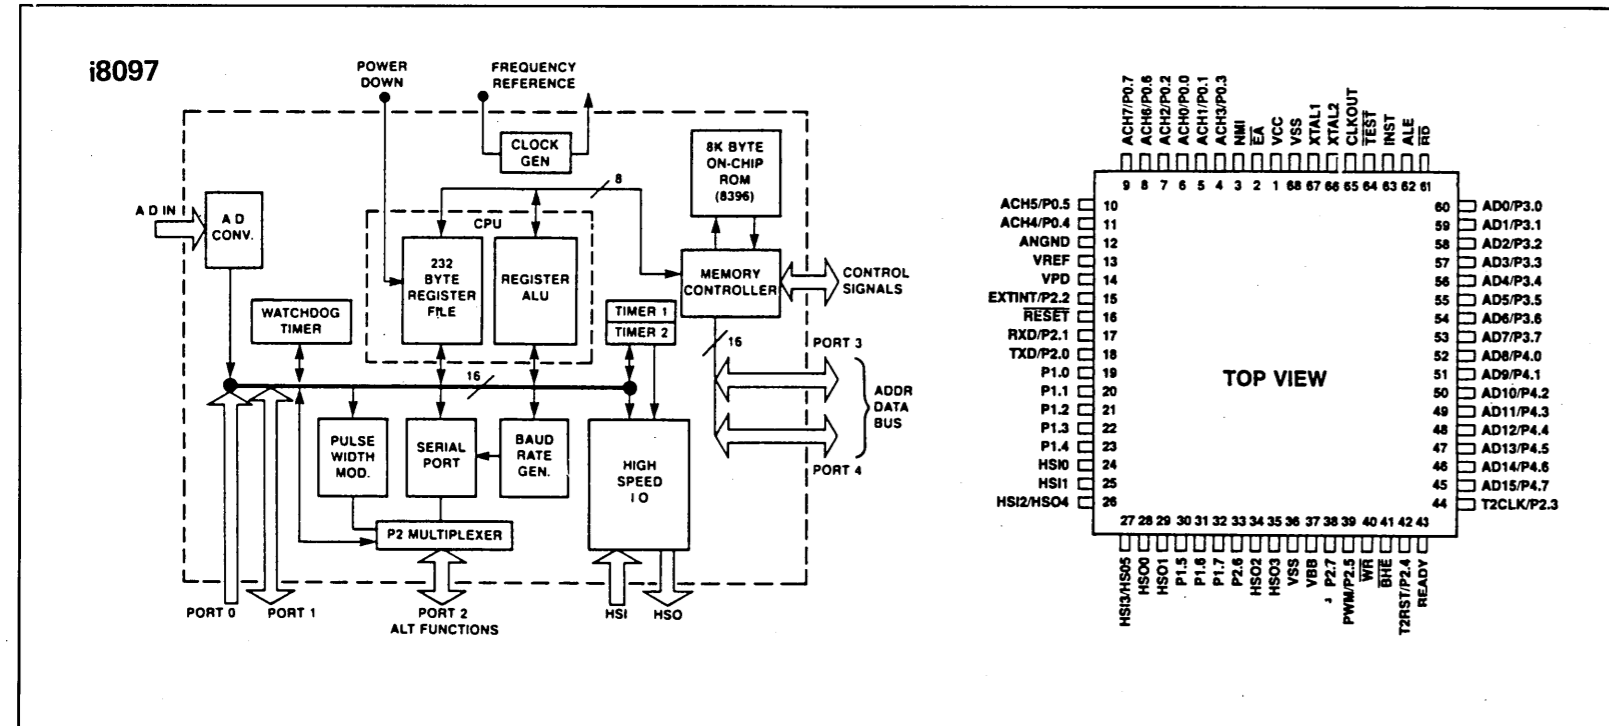 i8097
POWER
DOWN
FREQUENCY
REFERENCE
CLOCK
GEN
8K BYTE
ON-CHIP
ROM
(8396)
8
A D IN
A D
CONV.
CPU
232
BYTE
REGISTER
FILE
REGISTER
ALU
MEMORY
CONTROLLER
CONTROL
SIGNALS
WATCHDOG
TIMER
TIMER 1
TIMER 2
16
16
PORT 3
ADDR
DATA
BUS
PORT 4
PULSE
WIDTH
MOD.
SERIAL
PORT
BAUD
RATE
GEN.
HIGH
SPEED
I O
P2 MULTIPLEXER
PORT 0
PORT 1
PORT 2
ALT FUNCTIONS
HSI
HSO
ACH7/P0.7
ACH6/P0.6
ACH2/P0.2
ACH0/P0.0
ACH1/P0.1
ACH3/P0.3
NMI
EA
VCC
VSS
XTAL1
XTAL2
CLKOUT
TEST
INST
ALE
RD
9 8 7 6 5 4 3 2 1 68 67 66 65 64 63 62 61
ACH5/P0.5 10
ACH4/P0.4 11
ANGND 12
VREF 13
VPD 14
EXTINT/P2.2 15
RESET 16
RXD/P2.1 17
TXD/P2.0 18
P1.0 19
P1.1 20
P1.2 21
P1.3 22
P1.4 23
HSI0 24
HSI1 25
HSI2/HSO4 26
TOP VIEW
60 AD0/P3.0
59 AD1/P3.1
58 AD2/P3.2
57 AD3/P3.3
56 AD4/P3.4
55 AD5/P3.5
54 AD6/P3.6
53 AD7/P3.7
52 AD8/P4.0
51 AD9/P4.1
50 AD10/P4.2
49 AD11/P4.3
48 AD12/P4.4
47 AD13/P4.5
46 AD14/P4.6
45 AD15/P4.7
44 T2CLK/P2.3
27 28 29 30 31 32 33 34 35 36 37 38 39 40 41 42 43
HSI3/HSO5
HSO0
HSO1
P1.5
P1.6
P1.7
P2.6
HSO2
HSO3
VSS
VBB
P2.7
PWM/P2.5
WR
BHE
T2RST/P2.4
READY